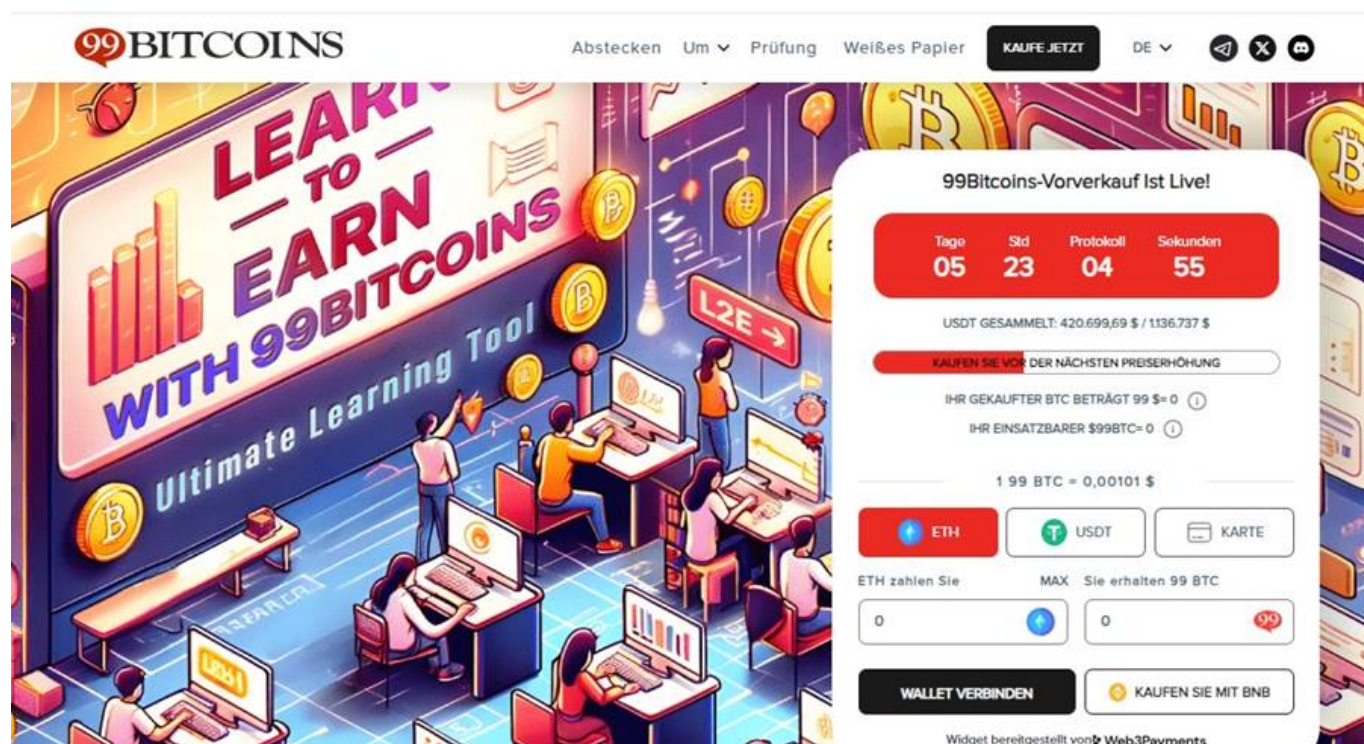 99 BITCOINS
Abstecken Um Prüfung Weißes Papier KAUFE JETZT DE
LEARN
TO
EARN
WITH 99BITCOINS
Ultimate Learning Tool
L2E →
99Bitcoins-Vorverkauf Ist Live!
Tage Std Protokoll Sekunden
05 23 04 55
USDT GESAMMELT: 420.699,69 $ / 1.136.737 $
KAUFEN SIE VOR DER NÄCHSTEN PREISERHÖHUNG
IHR GEKAUFTER BTC BETRÄGT 99 $= 0
IHR EINSATZBARER $99BTC= 0
1 99 BTC = 0,00101 $
ETH USDT KARTE
ETH zahlen Sie MAX Sie erhalten 99 BTC
0 0 99
WALLET VERBINDEN KAUFEN SIE MIT BNB
Widget bereitgestellt von Web3Payments